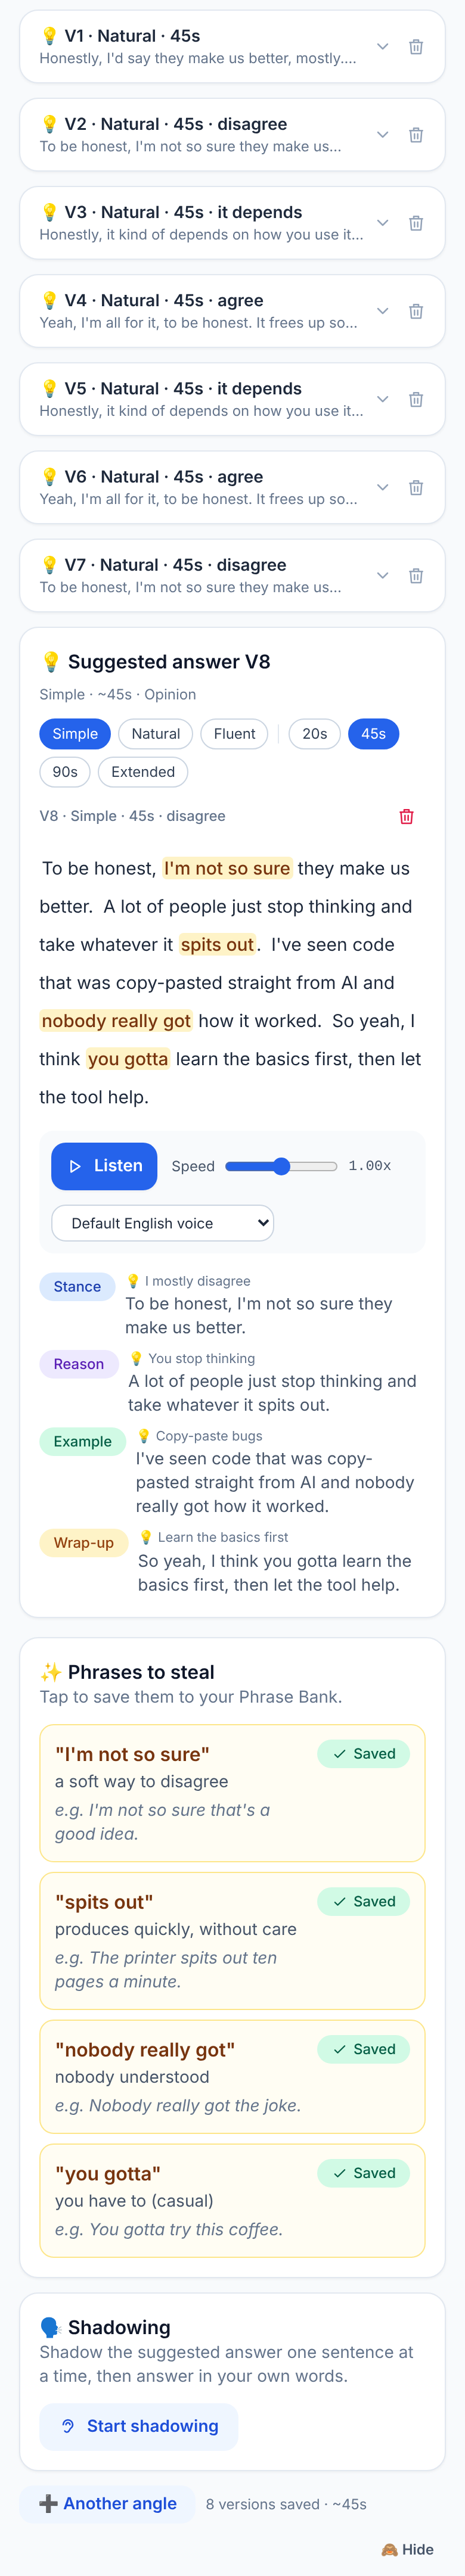 💡 V1 · Natural · 45s
Honestly, I'd say they make us better, mostly....
💡 V2 · Natural · 45s · disagree
To be honest, I'm not so sure they make us...
💡 V3 · Natural · 45s · it depends
Honestly, it kind of depends on how you use it...
💡 V4 · Natural · 45s · agree
Yeah, I'm all for it, to be honest. It frees up so...
💡 V5 · Natural · 45s · it depends
Honestly, it kind of depends on how you use it...
💡 V6 · Natural · 45s · agree
Yeah, I'm all for it, to be honest. It frees up so...
💡 V7 · Natural · 45s · disagree
To be honest, I'm not so sure they make us...
💡 Suggested answer V8
Simple · ~45s · Opinion
Simple Natural Fluent 20s 45s
90s Extended
V8 · Simple · 45s · disagree
To be honest, I'm not so sure they make us
better. A lot of people just stop thinking and
take whatever it spits out. I've seen code
that was copy-pasted straight from AI and
nobody really got how it worked. So yeah, I
think you gotta learn the basics first, then let
the tool help.
Listen Speed 1.00x
Default English voice
Stance 💡 I mostly disagree
To be honest, I'm not so sure they
make us better.
Reason 💡 You stop thinking
A lot of people just stop thinking and
take whatever it spits out.
Example 💡 Copy-paste bugs
I've seen code that was copy-
pasted straight from AI and nobody
really got how it worked.
Wrap-up 💡 Learn the basics first
So yeah, I think you gotta learn the
basics first, then let the tool help.
✨ Phrases to steal
Tap to save them to your Phrase Bank.
"I'm not so sure" ✓ Saved
a soft way to disagree
e.g. I'm not so sure that's a
good idea.
"spits out" ✓ Saved
produces quickly, without care
e.g. The printer spits out ten
pages a minute.
"nobody really got" ✓ Saved
nobody understood
e.g. Nobody really got the joke.
"you gotta" ✓ Saved
you have to (casual)
e.g. You gotta try this coffee.
🗣️ Shadowing
Shadow the suggested answer one sentence at
a time, then answer in your own words.
Start shadowing
➕ Another angle 8 versions saved · ~45s
🙈 Hide